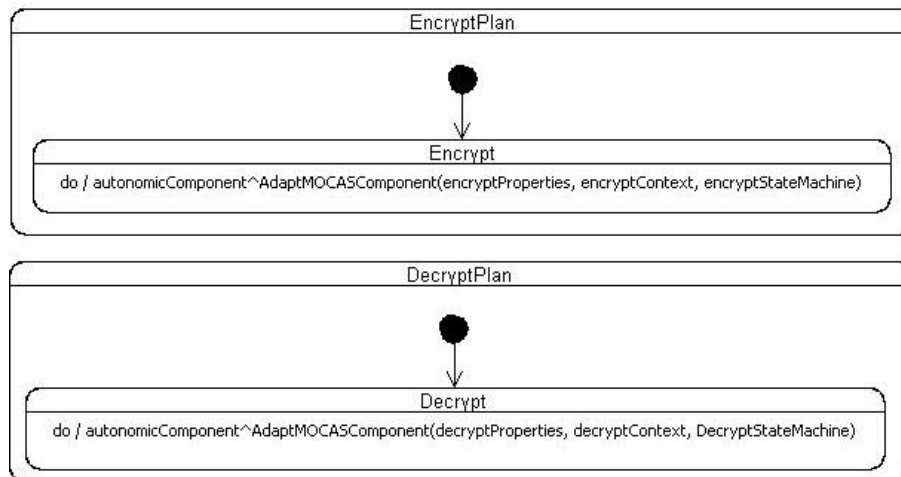 EncryptPlan
Encrypt
do / autonomicComponent^AdaptMOCASComponent(encryptProperties, encryptContext, encryptStateMachine)
DecryptPlan
Decrypt
do / autonomicComponent^AdaptMOCASComponent(decryptProperties, decryptContext, DecryptStateMachine)